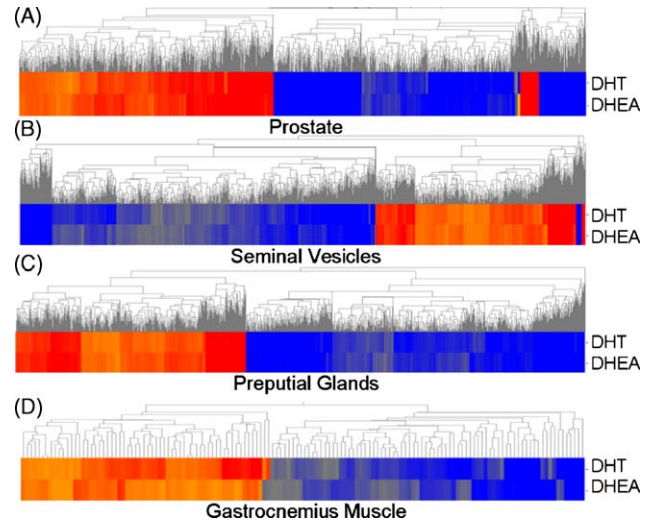 (A)
DHT
DHEA
Prostate
(B)
DHT
DHEA
Seminal Vesicles
(C)
DHT
DHEA
Preputial Glands
(D)
DHT
DHEA
Gastrocnemius Muscle